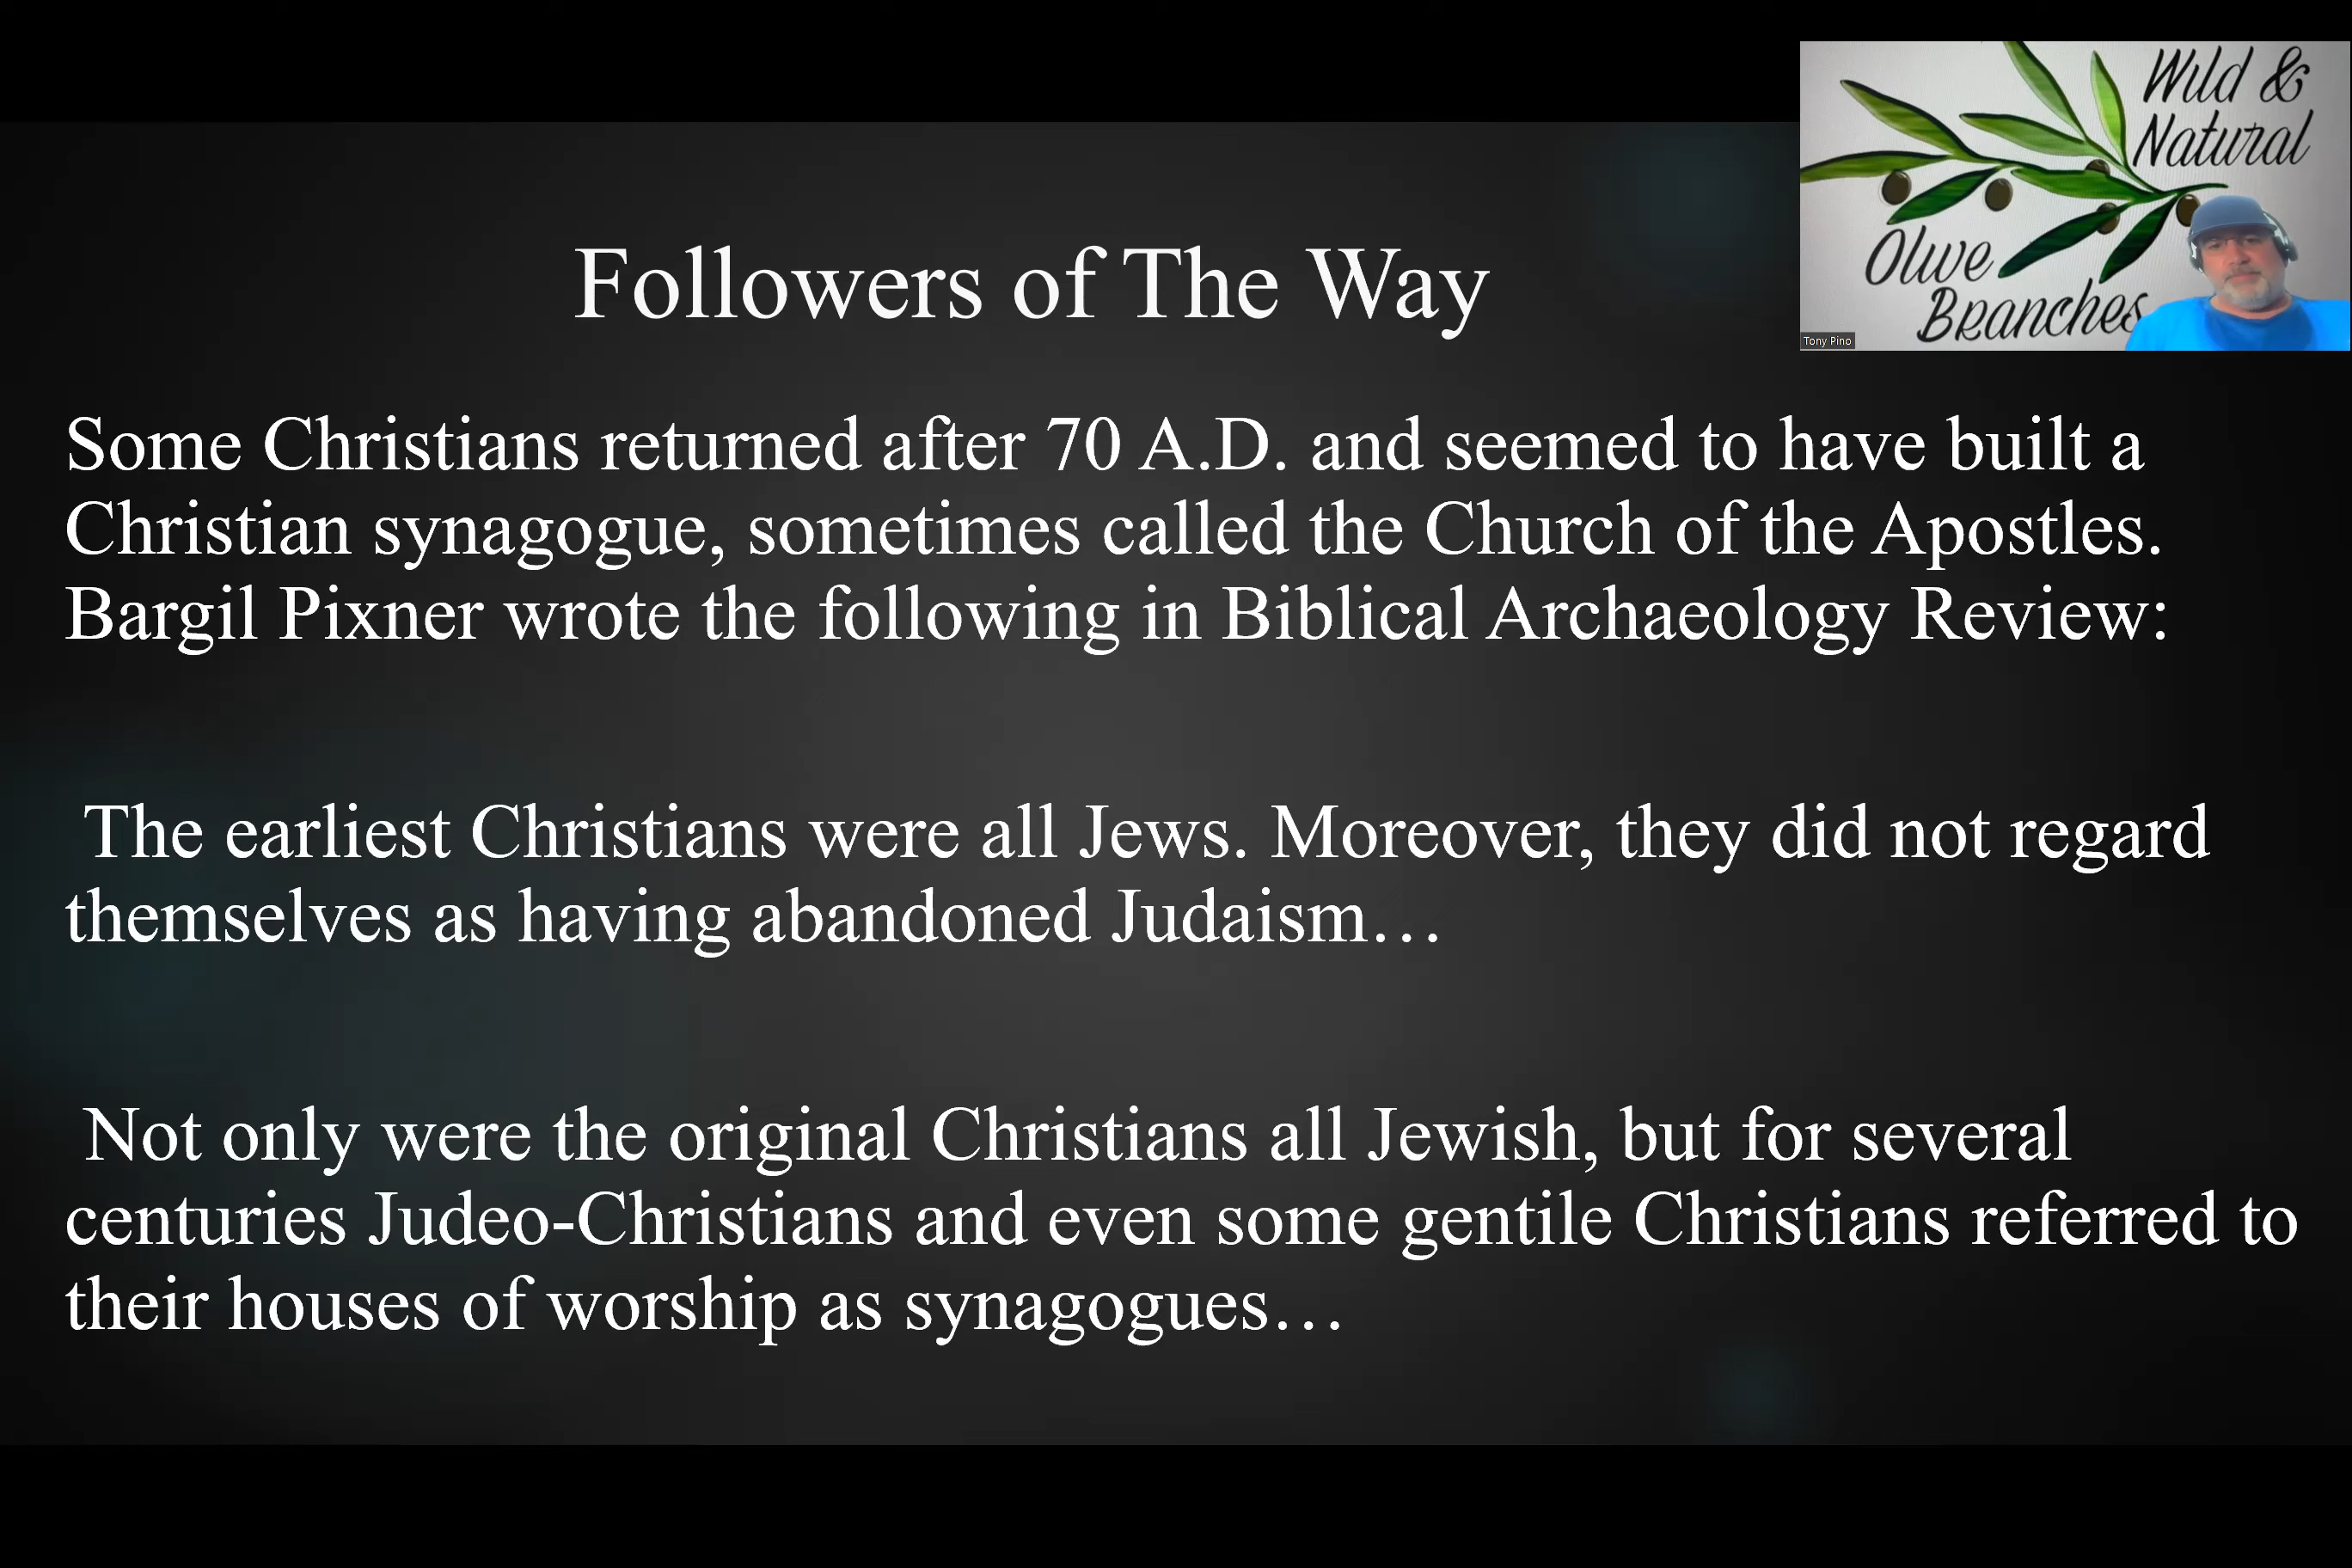 Wild &
Natural
Olive
Branches
Tony Pino
Followers of The Way
Some Christians returned after 70 A.D. and seemed to have built a
Christian synagogue, sometimes called the Church of the Apostles.
Bargil Pixner wrote the following in Biblical Archaeology Review:
The earliest Christians were all Jews. Moreover, they did not regard
themselves as having abandoned Judaism…
Not only were the original Christians all Jewish, but for several
centuries Judeo-Christians and even some gentile Christians referred to
their houses of worship as synagogues…